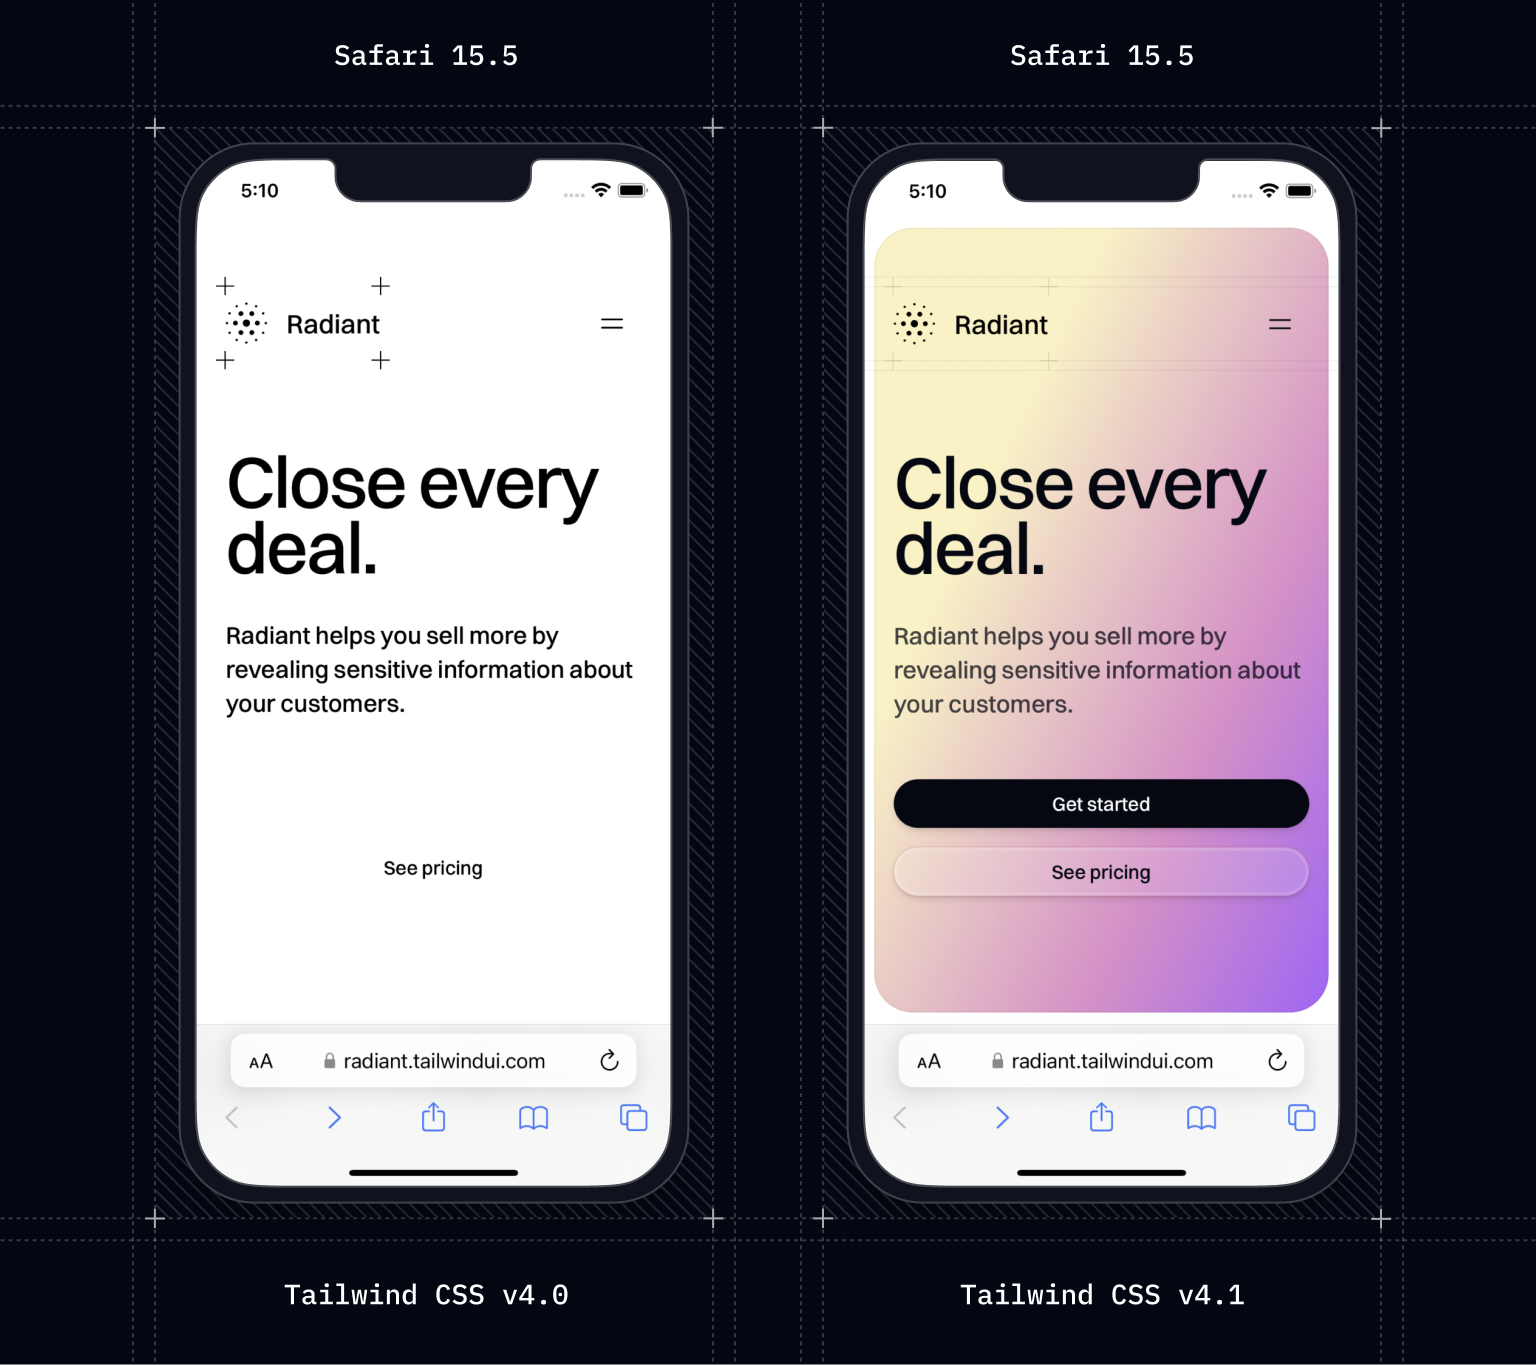 Safari 15.5
Safari 15.5
5:10
Radiant
Close every
deal.
Radiant helps you sell more by
revealing sensitive information about
your customers.
See pricing
AA
radiant.tailwindui.com
5:10
Radiant
Close every
deal.
Radiant helps you sell more by
revealing sensitive information about
your customers.
Get started
See pricing
AA
radiant.tailwindui.com
Tailwind CSS v4.0
Tailwind CSS v4.1